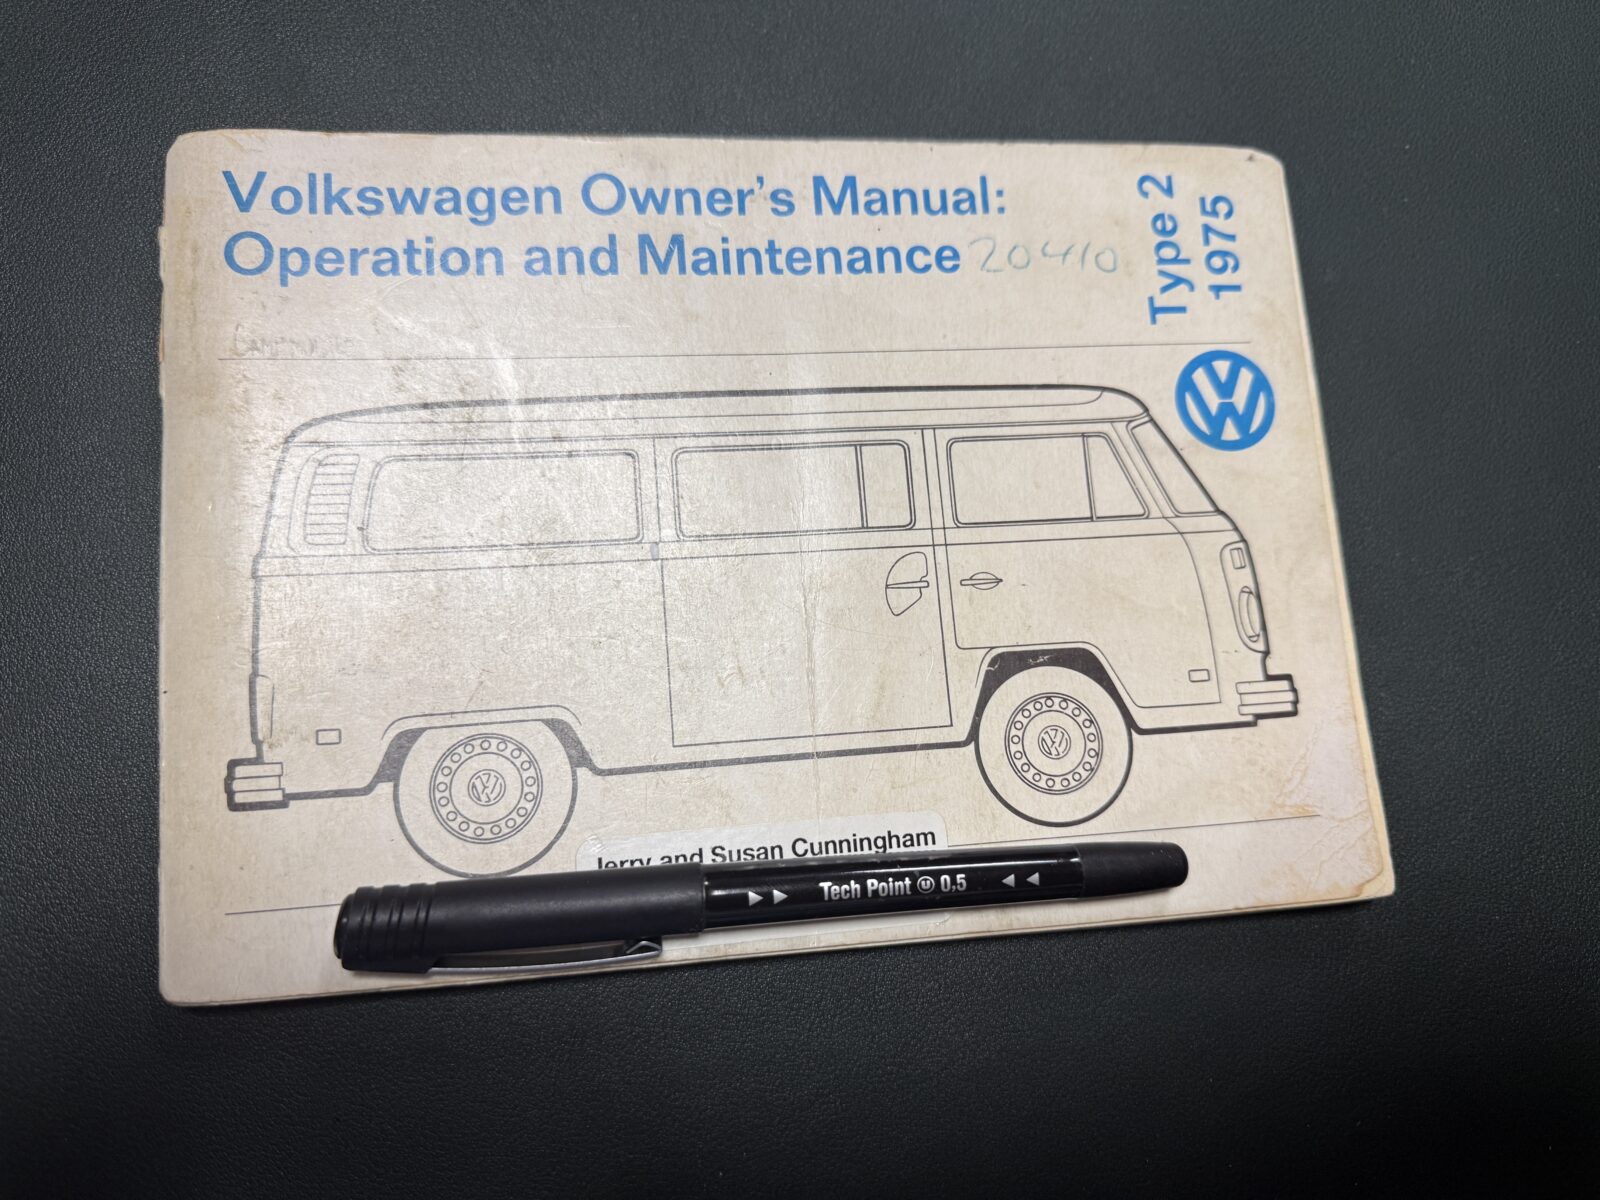 Volkswagen Owner's Manual:
Operation and Maintenance 20410
Type 2
1975
Jerry and Susan Cunningham
Tech Point 0,5